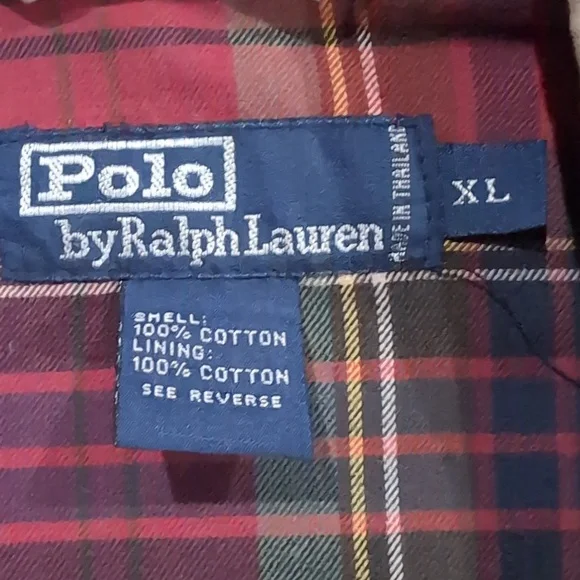 Polo
by Ralph Lauren
MADE IN THAILAND
XL
SHELL:
100% COTTON
LINING:
100% COTTON
SEE REVERSE